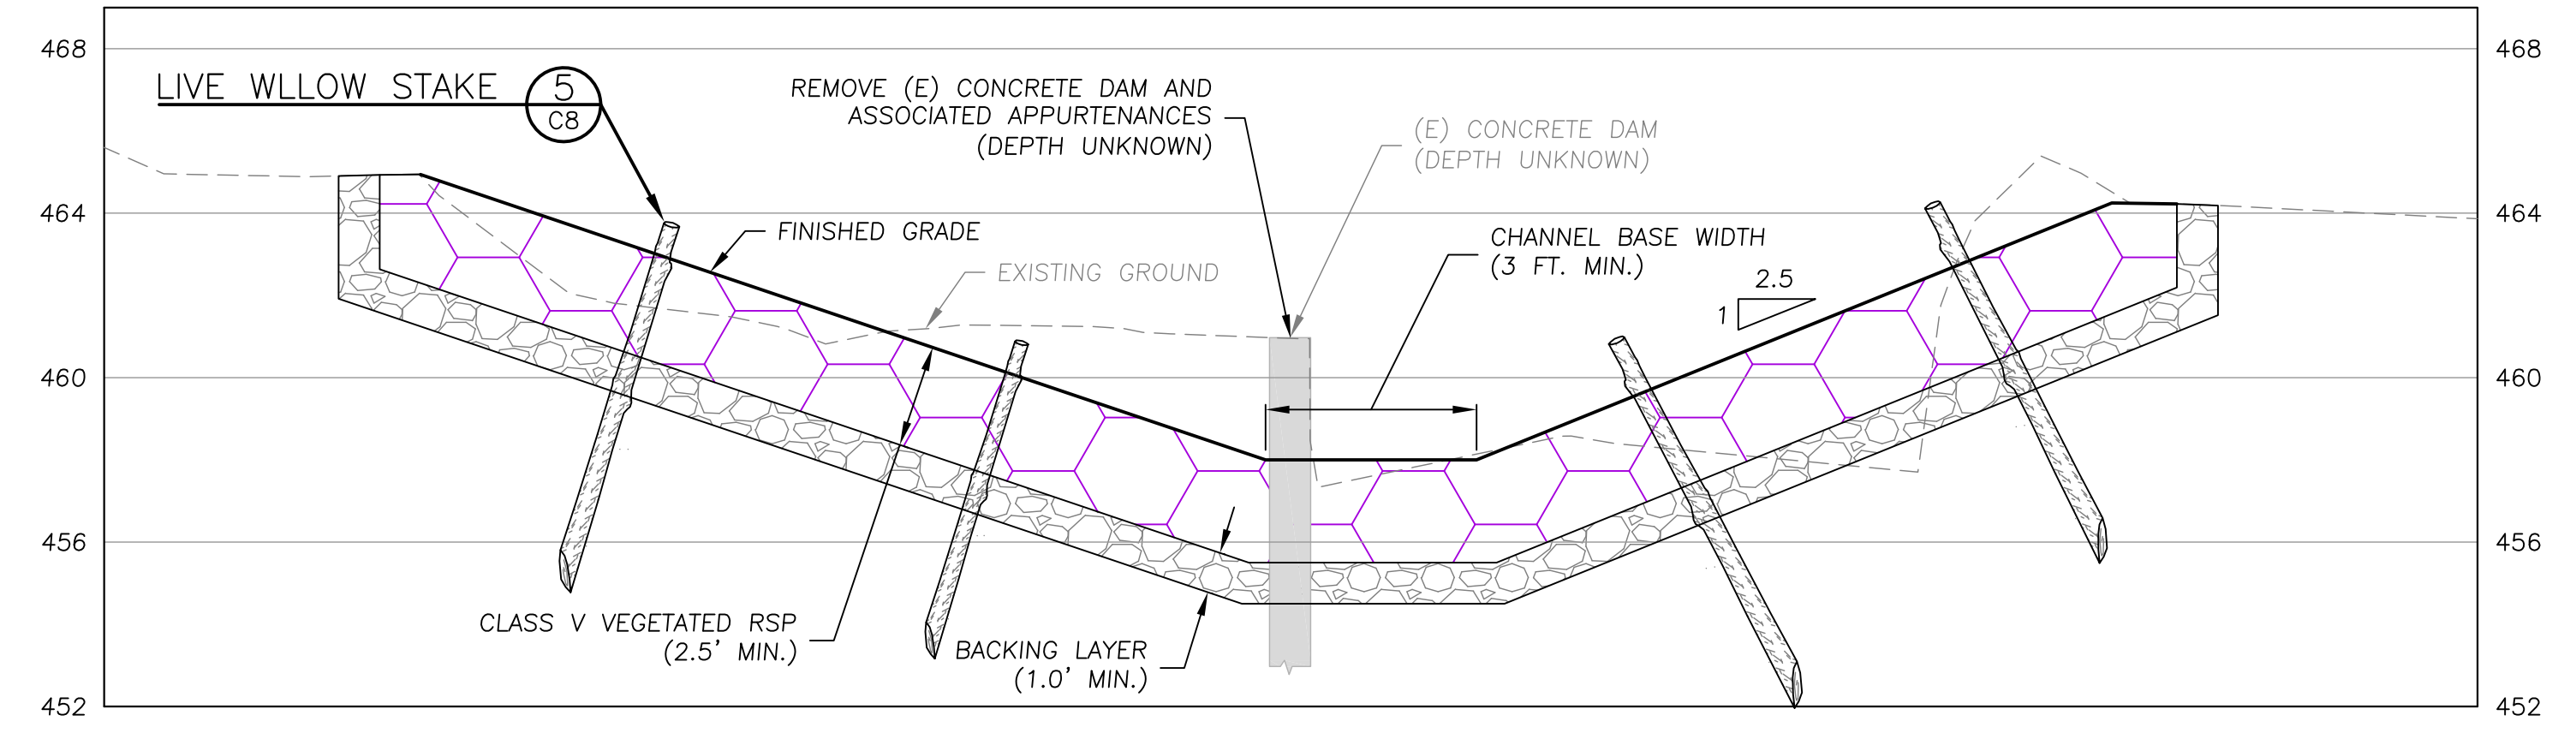 468
468
LIVE WLLOW STAKE
5
C8
REMOVE (E) CONCRETE DAM AND
ASSOCIATED APPURTENANCES
(DEPTH UNKNOWN)
(E) CONCRETE DAM
(DEPTH UNKNOWN)
464
464
FINISHED GRADE
EXISTING GROUND
CHANNEL BASE WIDTH
(3 FT. MIN.)
2.5
1
460
460
456
456
CLASS V VEGETATED RSP
(2.5' MIN.)
BACKING LAYER
(1.0' MIN.)
452
452